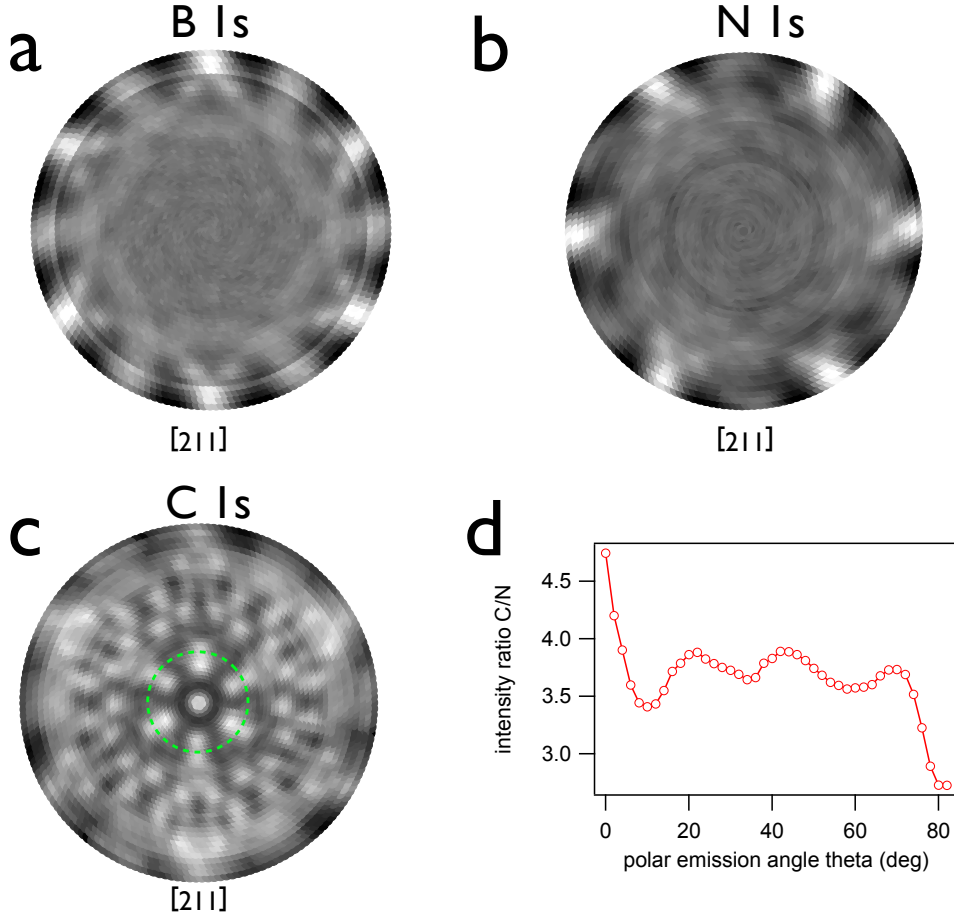 a
B 1s
[211]
b
N 1s
[211]
c
C 1s
[211]
d
intensity ratio C/N
4.5
4.0
3.5
3.0
0
20
40
60
80
polar emission angle theta (deg)